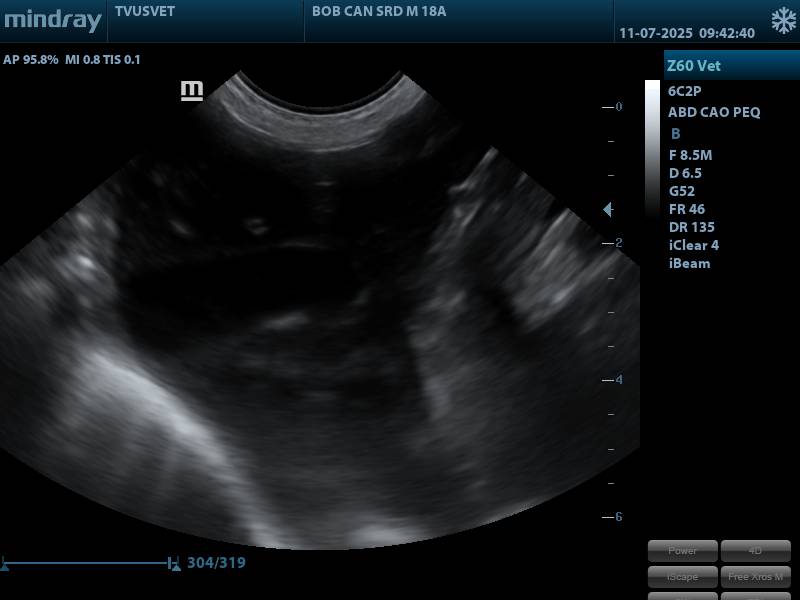 mindray
TVUSVET
BOB CAN SRD M 18A
11-07-2025 09:42:40
AP 95.8% MI 0.8 TIS 0.1
m
Z60 Vet
6C2P
ABD CAO PEQ
B
F 8.5M
D 6.5
G52
FR 46
DR 135
iClear 4
iBeam
0
2
4
6
304/319
Power
4D
iScape
Free Xros M